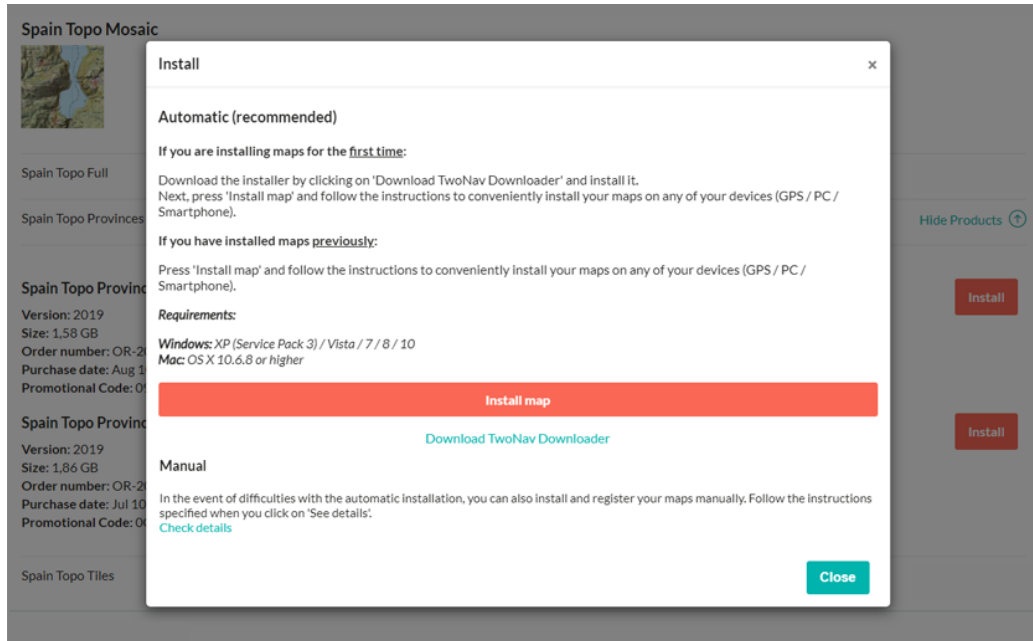 Spain Topo Mosaic
Install
×
Automatic (recommended)
If you are installing maps for the first time:
Spain Topo Full
Download the installer by clicking on 'Download TwoNav Downloader' and install it.
Next, press 'Install map' and follow the instructions to conveniently install your maps on any of your devices (GPS / PC /
Smartphone).
Spain Topo Provinces
Hide Products
If you have installed maps previously:
Press 'Install map' and follow the instructions to conveniently install your maps on any of your devices (GPS / PC /
Smartphone).
Spain Topo
Install
Version: 2019
Requirements:
Size: 1,58 GB
Windows: XP (Service Pack 3) / Vista / 7 / 8 / 10
Order number:
Mac: OS X 10.6.8 or higher
Purchase date: Aug
Promotional Code:
Install map
Spain Topo
Install
Download TwoNav Downloader
Version: 2019
Manual
Size: 1,86 GB
In the event of difficulties with the automatic installation, you can also install and register your maps manually. Follow the instructions
Order number:
specified when you click on 'See details'.
Purchase date: Jul 10
Promotional Code:
Check details
Spain Topo Tiles
Close